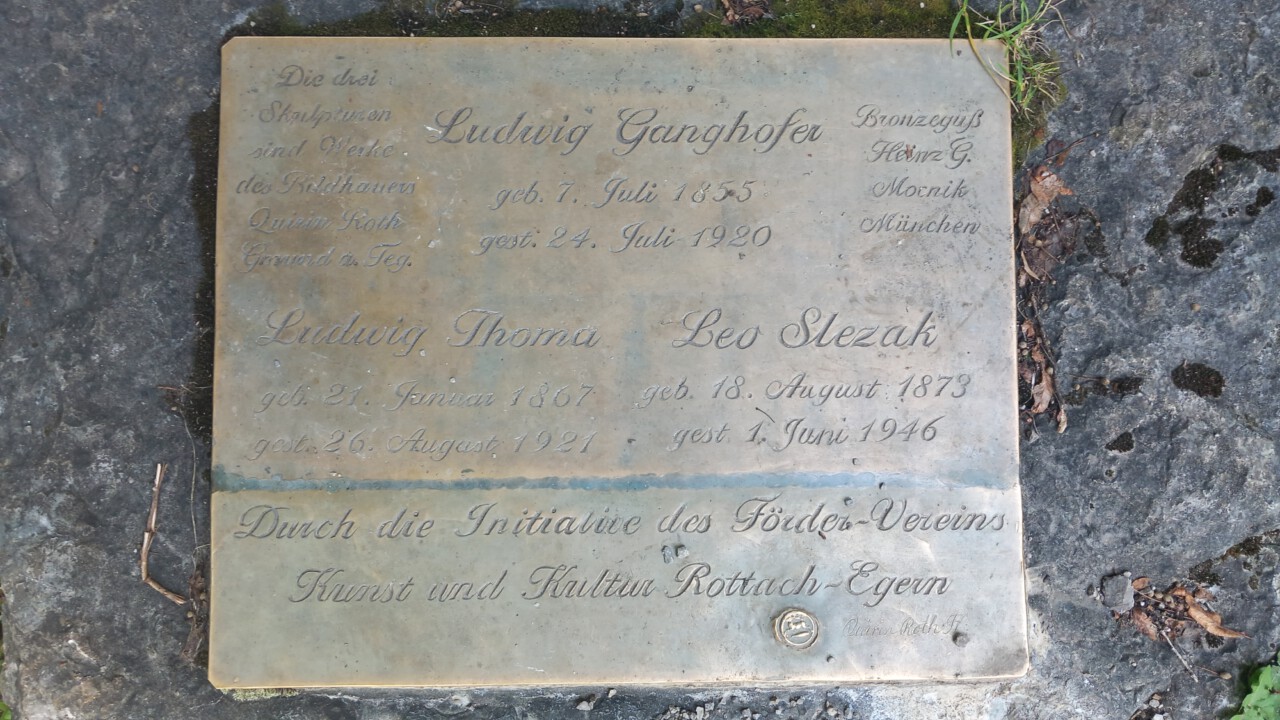 Die drei
Skulpturen
sind Werke
des Bildhauers
Quirin Roth
Gmund a. Teg.
Ludwig Ganghofer
geb. 7. Juli 1855
gest. 24. Juli 1920
Bronzeguß
Heinz G.
Mocnik
München
Ludwig Thoma
geb. 21. Januar 1867
gest. 26. August 1921
Leo Slezak
geb. 18. August 1873
gest. 1. Juni 1946
Durch die Initiative des Förder-Vereins
Kunst und Kultur Rottach-Egern
Quirin Roth